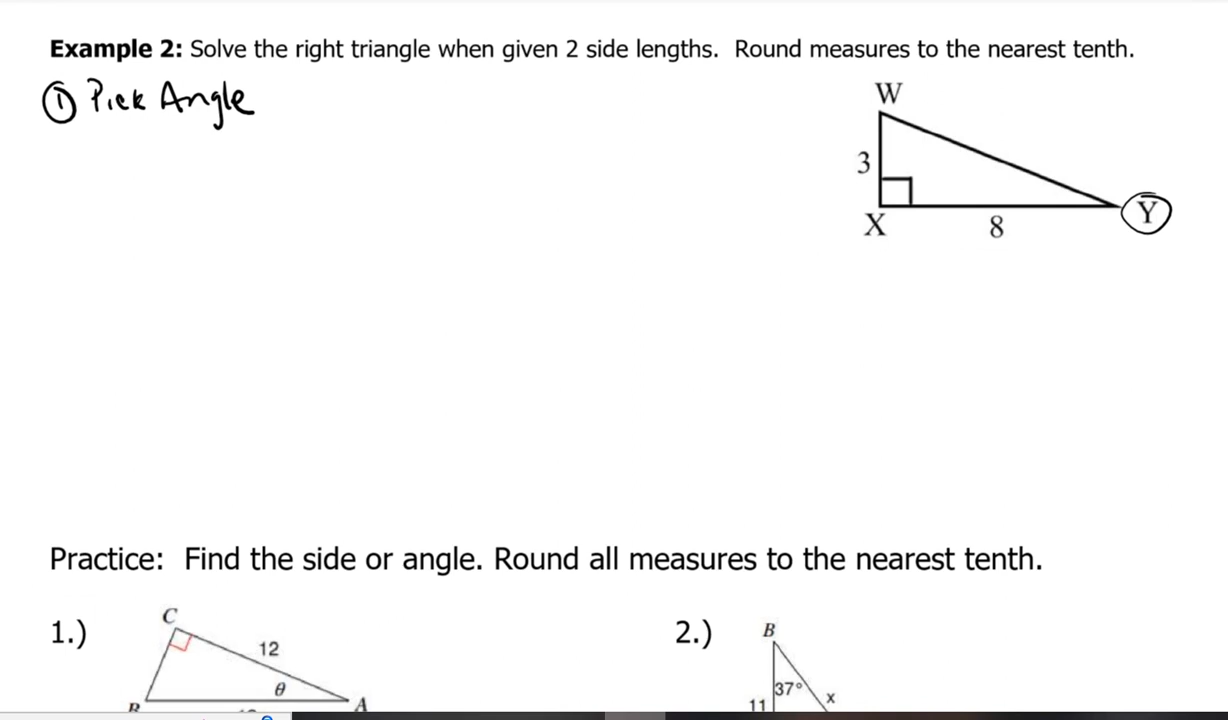 Example 2: Solve the right triangle when given 2 side lengths. Round measures to the nearest tenth.
① Pick Angle
W
3
X
8
Y
Practice: Find the side or angle. Round all measures to the nearest tenth.
1.)
C
12
θ
A
2.)
B
37°
11
x